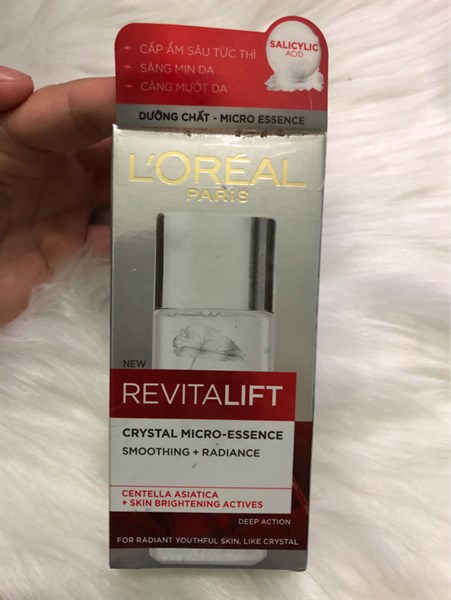 SALICYLIC
ACID
- CẤP ẨM SÂU TỨC THÌ
- SÁNG MỊN DA
- CĂNG MƯỚT DA
DƯỠNG CHẤT - MICRO ESSENCE
L'ORÉAL
PARIS
NEW
REVITALIFT
CRYSTAL MICRO-ESSENCE
SMOOTHING + RADIANCE
CENTELLA ASIATICA
+ SKIN BRIGHTENING ACTIVES
DEEP ACTION
FOR RADIANT YOUTHFUL SKIN, LIKE CRYSTAL